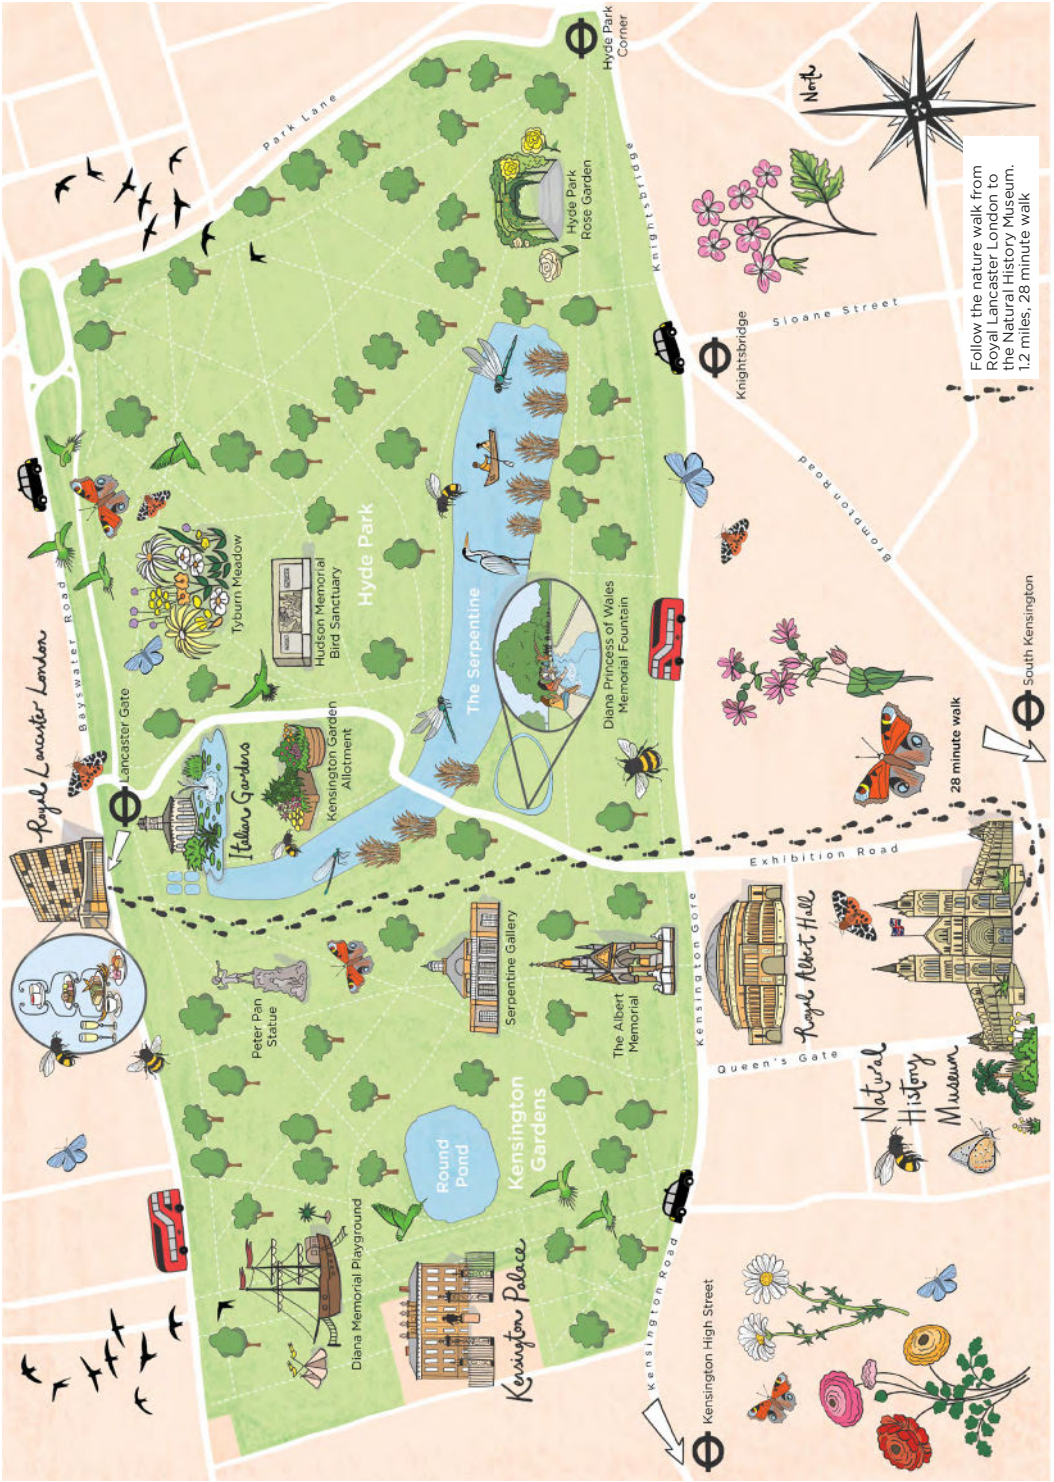 Royal Lancaster London
Bayswater Road
Lancaster Gate
Park Lane
Hyde Park
Corner
Hyde Park
Rose Garden
Knightsbridge
North
Tyburn Meadow
Hudson Memorial
Bird Sanctuary
Hyde Park
Italian Gardens
Kensington Garden
Allotment
The Serpentine
Diana Princess of Wales
Memorial Fountain
Knightsbridge
Sloane Street
Brompton Road
Peter Pan
Statue
Serpentine Gallery
The Albert
Memorial
Kensington Gore
Exhibition Road
Royal Albert Hall
Queen's Gate
Diana Memorial Playground
Round
Pond
Kensington
Gardens
Kensington Palace
Kensington Road
Kensington High Street
Natural
History
Museum
28 minute walk
South Kensington
Follow the nature walk from
Royal Lancaster London to
the Natural History Museum.
1.2 miles, 28 minute walk